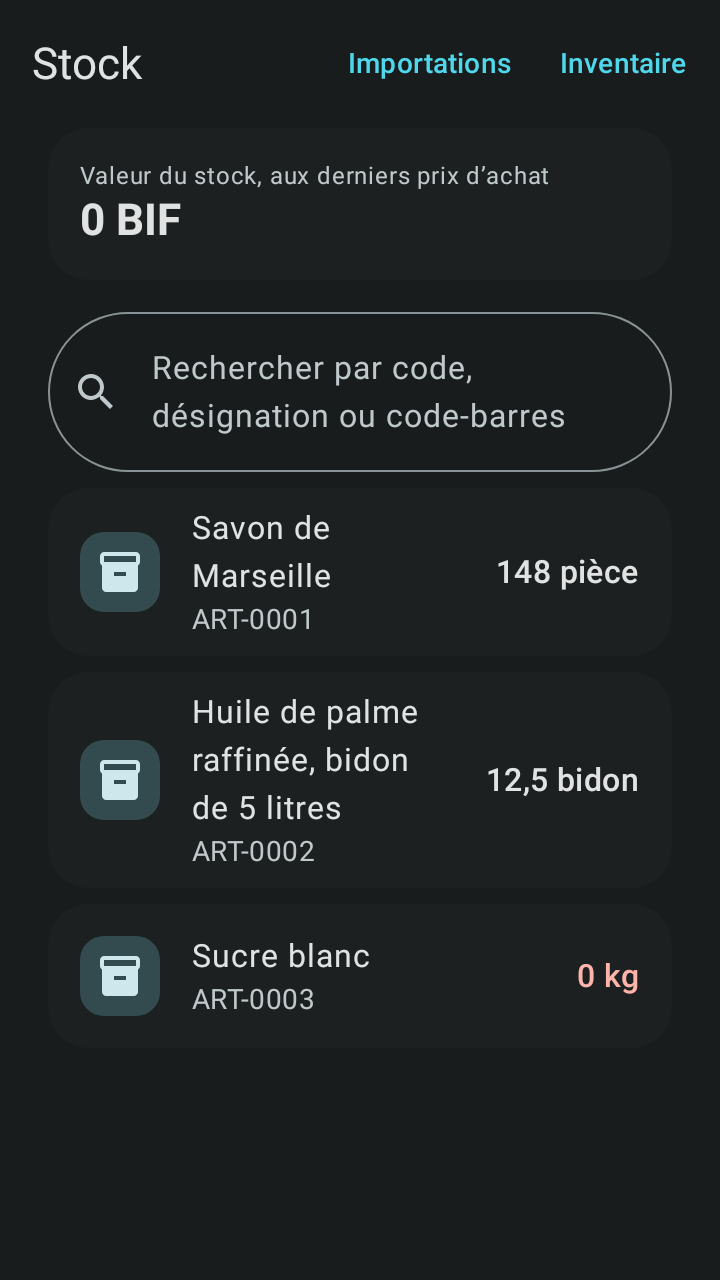 Stock
Importations
Inventaire
Valeur du stock, aux derniers prix d’achat
0 BIF
Rechercher par code,
désignation ou code-barres
Savon de
Marseille
ART-0001
148 pièce
Huile de palme
raffinée, bidon
de 5 litres
ART-0002
12,5 bidon
Sucre blanc
ART-0003
0 kg